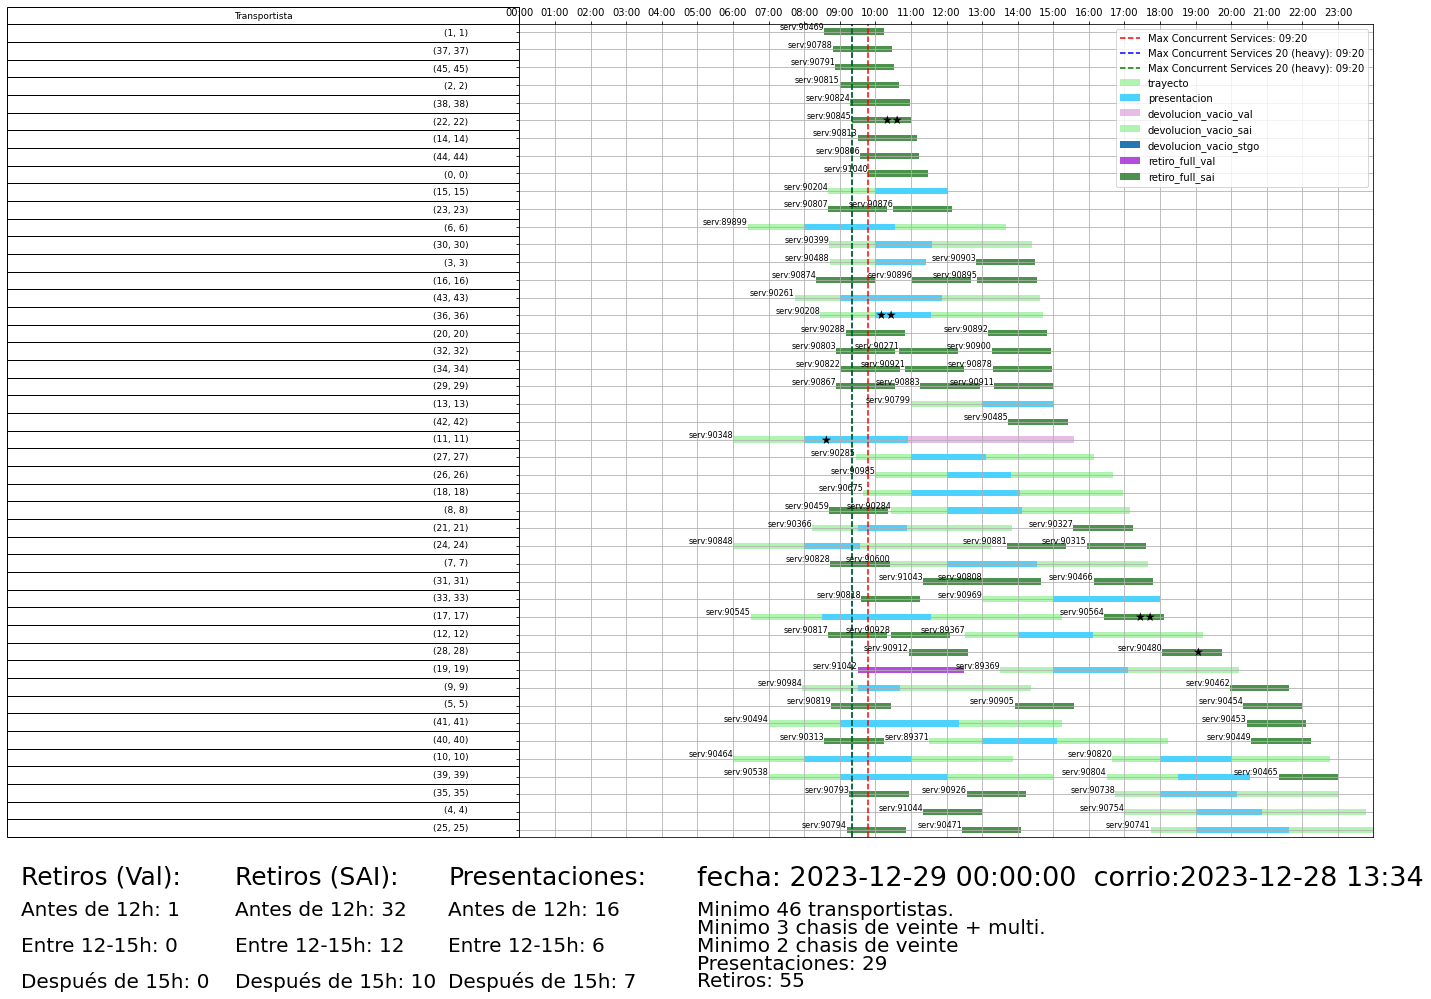 Transportista
00:00 01:00 02:00 03:00 04:00 05:00 06:00 07:00 08:00 09:00 10:00 11:00 12:00 13:00 14:00 15:00 16:00 17:00 18:00 19:00 20:00 21:00 22:00 23:00
Max Concurrent Services: 09:20
Max Concurrent Services 20 (heavy): 09:20
Max Concurrent Services 20 (heavy): 09:20
trayecto
presentacion
devolucion_vacio_val
devolucion_vacio_sai
devolucion_vacio_stgo
retiro_full_val
retiro_full_sai
(1, 1) serv:90469
(37, 37) serv:90788
(45, 45) serv:90791
(2, 2) serv:90815
(38, 38) serv:90824
(22, 22) serv:90845
(14, 14) serv:90813
(44, 44) serv:90806
(0, 0) serv:91040
(15, 15) serv:90204
(23, 23) serv:90807 serv:90876
(6, 6) serv:89899
(30, 30) serv:90399
(3, 3) serv:90488 serv:90903
(16, 16) serv:90874 serv:90896 serv:90895
(43, 43) serv:90261
(36, 36) serv:90208
(20, 20) serv:90288 serv:90892
(32, 32) serv:90803 serv:90271 serv:90900
(34, 34) serv:90822 serv:90921 serv:90878
(29, 29) serv:90867 serv:90883 serv:90911
(13, 13) serv:90799
(42, 42) serv:90485
(11, 11) serv:90348
(27, 27) serv:90285
(26, 26) serv:90985
(18, 18) serv:90675
(8, 8) serv:90459 serv:90284
(21, 21) serv:90366 serv:90327
(24, 24) serv:90848 serv:90881 serv:90315
(7, 7) serv:90828 serv:90600
(31, 31) serv:91043 serv:90808 serv:90466
(33, 33) serv:90818 serv:90969
(17, 17) serv:90545 serv:90564
(12, 12) serv:90817 serv:90928 serv:89367
(28, 28) serv:90912 serv:90480
(19, 19) serv:91042 serv:89369
(9, 9) serv:90984 serv:90462
(5, 5) serv:90819 serv:90905 serv:90454
(41, 41) serv:90494 serv:90453
(40, 40) serv:90313 serv:89371 serv:90449
(10, 10) serv:90464 serv:90820
(39, 39) serv:90538 serv:90804 serv:90465
(35, 35) serv:90793 serv:90926 serv:90738
(4, 4) serv:91044 serv:90754
(25, 25) serv:90794 serv:90471 serv:90741
Retiros (Val):
Antes de 12h: 1
Entre 12-15h: 0
Después de 15h: 0
Retiros (SAI):
Antes de 12h: 32
Entre 12-15h: 12
Después de 15h: 10
Presentaciones:
Antes de 12h: 16
Entre 12-15h: 6
Después de 15h: 7
fecha: 2023-12-29 00:00:00 corrio:2023-12-28 13:34
Minimo 46 transportistas.
Minimo 3 chasis de veinte + multi.
Minimo 2 chasis de veinte
Presentaciones: 29
Retiros: 55